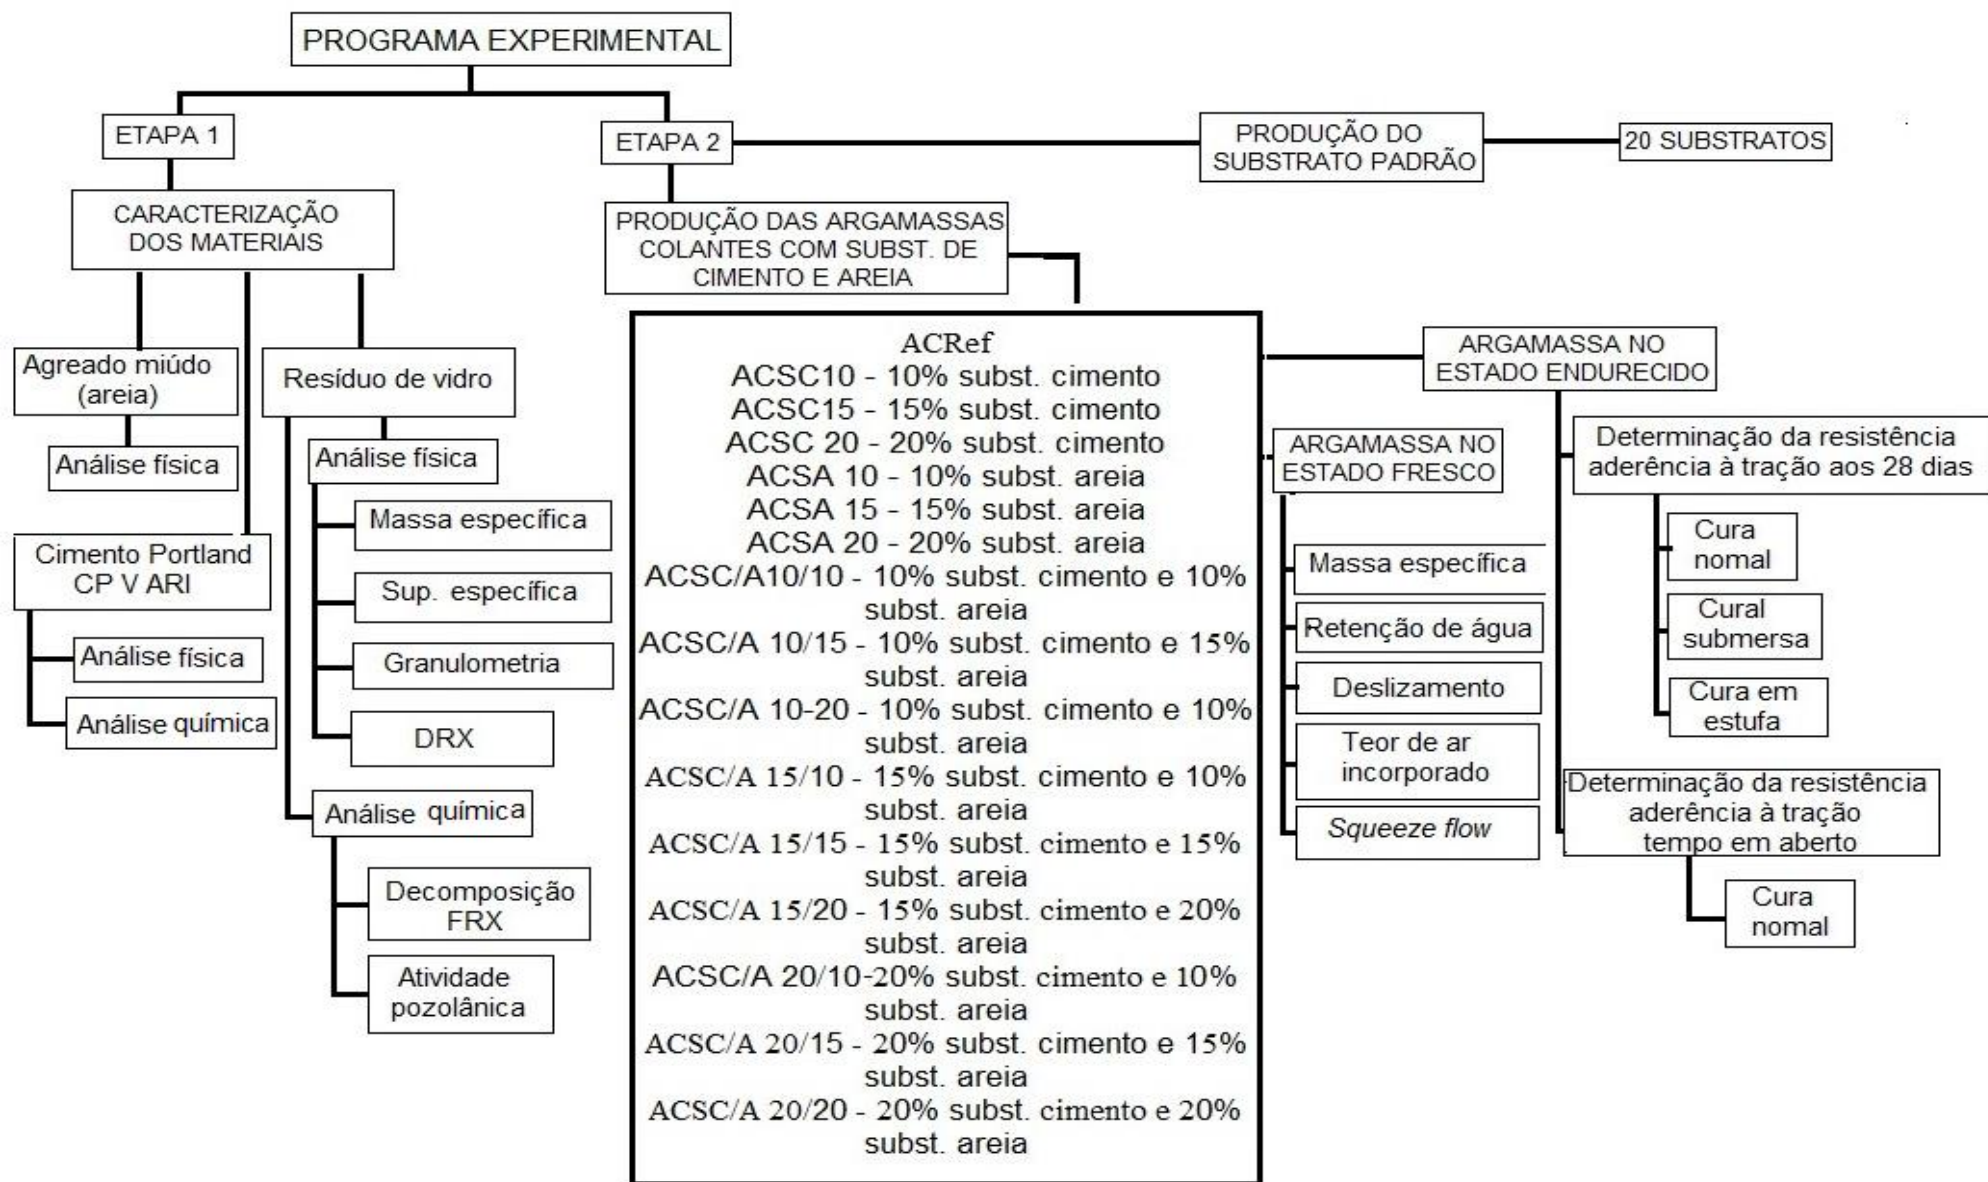 PROGRAMA EXPERIMENTAL
ETAPA 1
CARACTERIZAÇÃO
DOS MATERIAIS
Agreado miúdo
(areia)
Análise física
Cimento Portland
CP V ARI
Análise física
Análise química
Resíduo de vidro
Análise física
Massa específica
Sup. específica
Granulometria
DRX
Análise química
Decomposição
FRX
Atividade
pozolânica
ETAPA 2
PRODUÇÃO DO
SUBSTRATO PADRÃO
20 SUBSTRATOS
PRODUÇÃO DAS ARGAMASSAS
COLANTES COM SUBST. DE
CIMENTO E AREIA
ACRef
ACSC10 - 10% subst. cimento
ACSC15 - 15% subst. cimento
ACSC 20 - 20% subst. cimento
ACSA 10 - 10% subst. areia
ACSA 15 - 15% subst. areia
ACSA 20 - 20% subst. areia
ACSC/A10/10 - 10% subst. cimento e 10%
subst. areia
ACSC/A 10/15 - 10% subst. cimento e 15%
subst. areia
ACSC/A 10-20 - 10% subst. cimento e 10%
subst. areia
ACSC/A 15/10 - 15% subst. cimento e 10%
subst. areia
ACSC/A 15/15 - 15% subst. cimento e 15%
subst. areia
ACSC/A 15/20 - 15% subst. cimento e 20%
subst. areia
ACSC/A 20/10-20% subst. cimento e 10%
subst. areia
ACSC/A 20/15 - 20% subst. cimento e 15%
subst. areia
ACSC/A 20/20 - 20% subst. cimento e 20%
subst. areia
ARGAMASSA NO
ESTADO FRESCO
Massa específica
Retenção de água
Deslizamento
Teor de ar
incorporado
Squeeze flow
ARGAMASSA NO
ESTADO ENDURECIDO
Determinação da resistência
aderência à tração aos 28 dias
Cura
nomal
Cural
submersa
Cura em
estufa
Determinação da resistência
aderência à tração
tempo em aberto
Cura
nomal